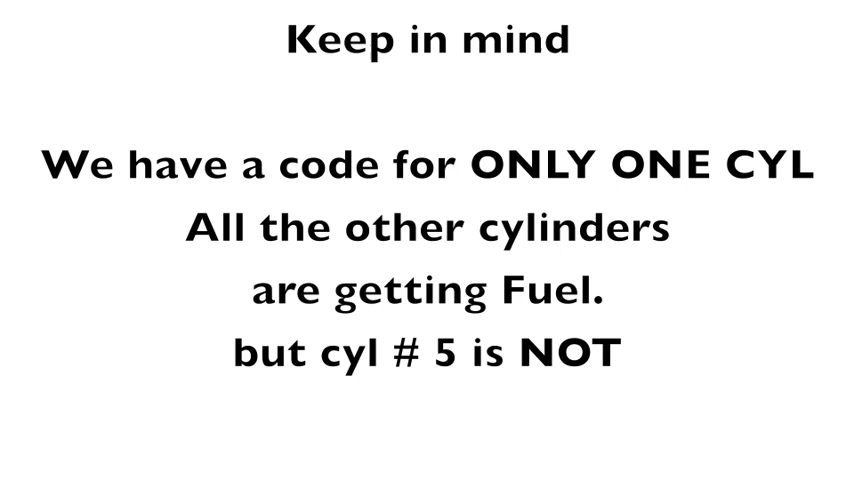 Keep in mind
We have a code for ONLY ONE CYL
All the other cylinders
are getting Fuel.
but cyl # 5 is NOT